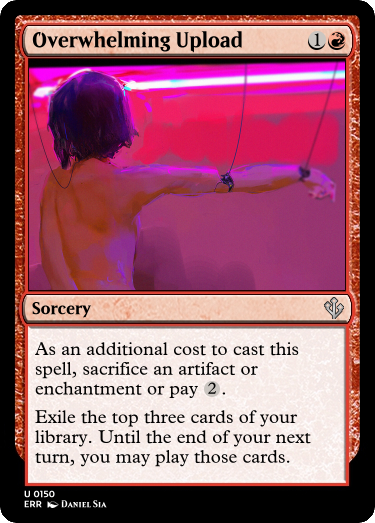 Overwhelming Upload 1
Sorcery
As an additional cost to cast this
spell, sacrifice an artifact or
enchantment or pay 2.
Exile the top three cards of your
library. Until the end of your next
turn, you may play those cards.
U 0150
ERR DANIEL SIA